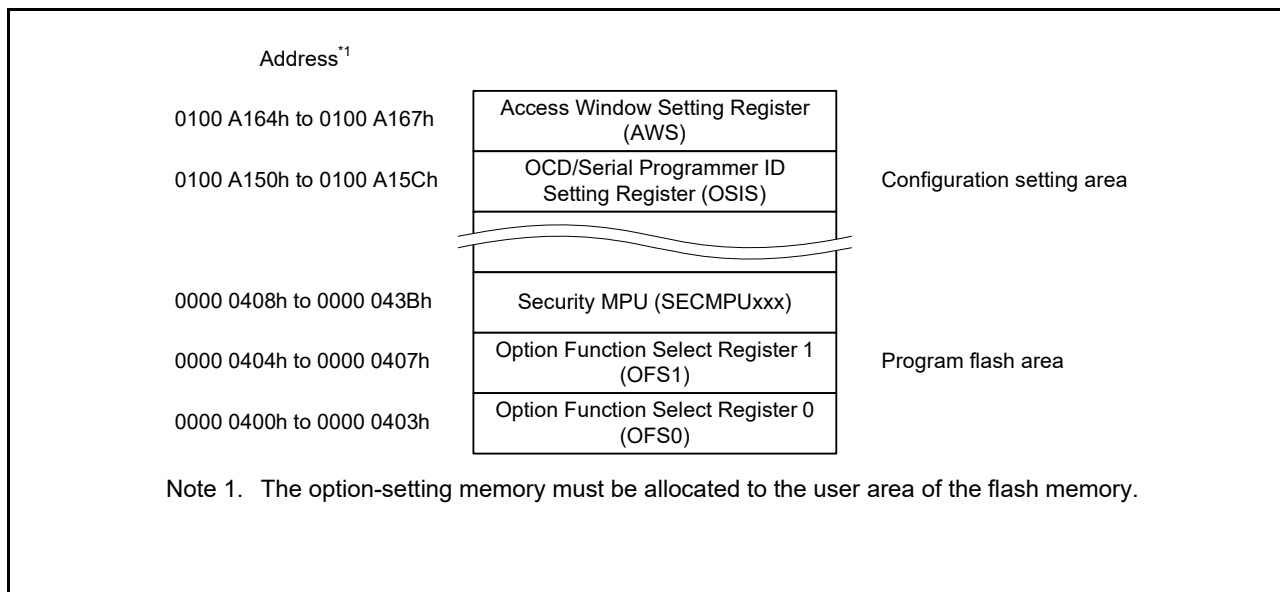 Address*1
0100 A164h to 0100 A167h
Access Window Setting Register
(AWS)
0100 A150h to 0100 A15Ch
OCD/Serial Programmer ID
Setting Register (OSIS)
Configuration setting area
0000 0408h to 0000 043Bh
Security MPU (SECMPUxxx)
0000 0404h to 0000 0407h
Option Function Select Register 1
(OFS1)
Program flash area
0000 0400h to 0000 0403h
Option Function Select Register 0
(OFS0)
Note 1. The option-setting memory must be allocated to the user area of the flash memory.